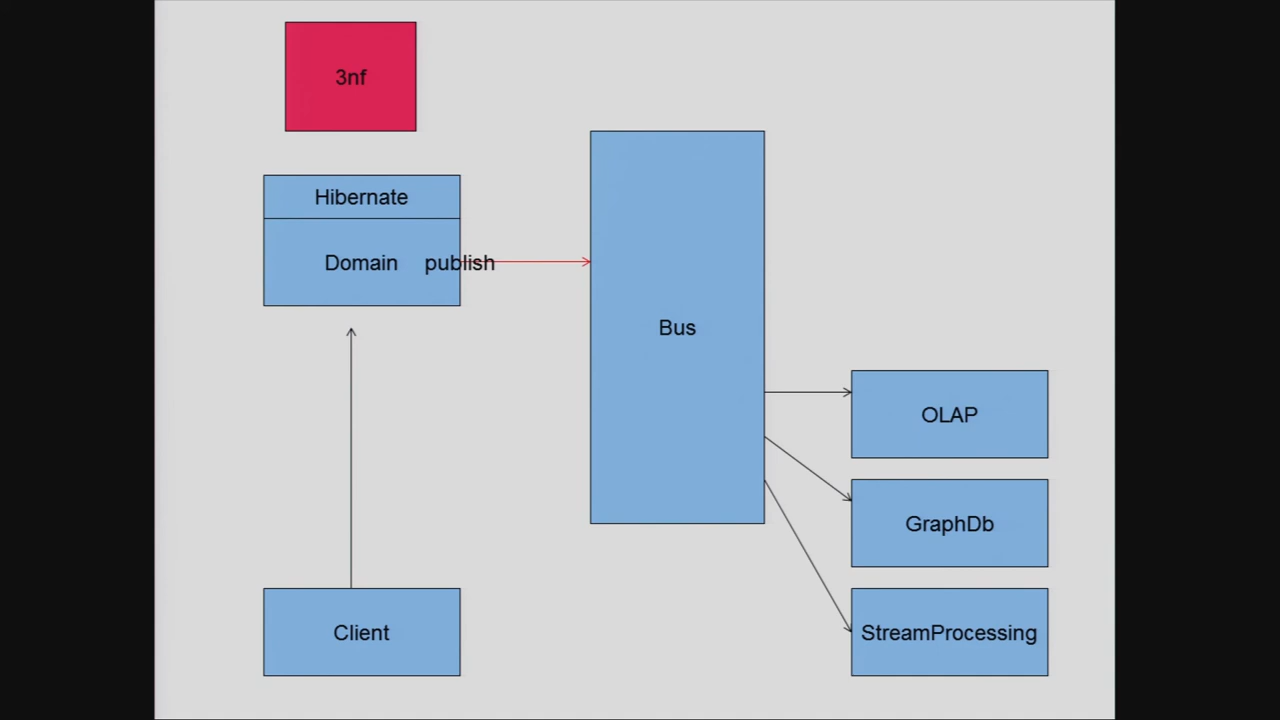 3nf
Hibernate
Domain
publish
Bus
OLAP
GraphDb
StreamProcessing
Client